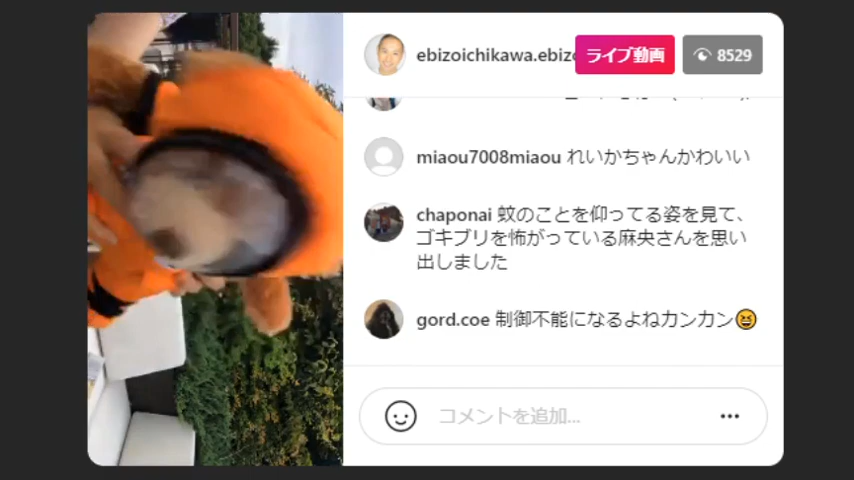 ebizoichikawa.ebizo
ライブ動画
8529
miaou7008miaou れいかちゃんかわいい
chaponai 蚊のことを仰ってる姿を見て、
ゴキブリを怖がっている麻央さんを思い
出しました
gord.coe 制御不能になるよねカンカン😆
コメントを追加...